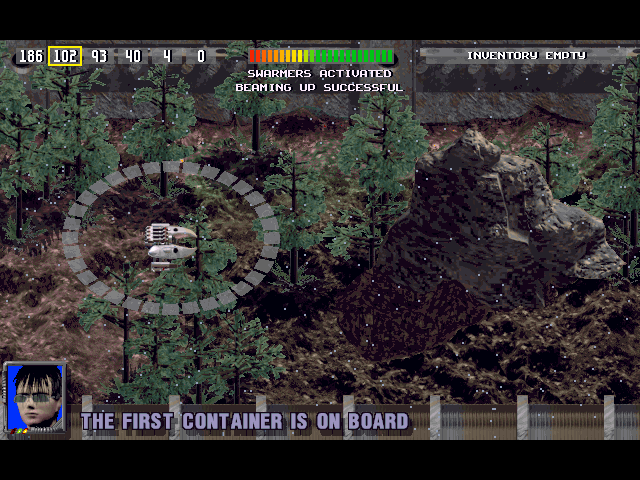 186 102 93 40 4 0
INVENTORY EMPTY
SWARMERS ACTIVATED
BEAMING UP SUCCESSFUL
THE FIRST CONTAINER IS ON BOARD